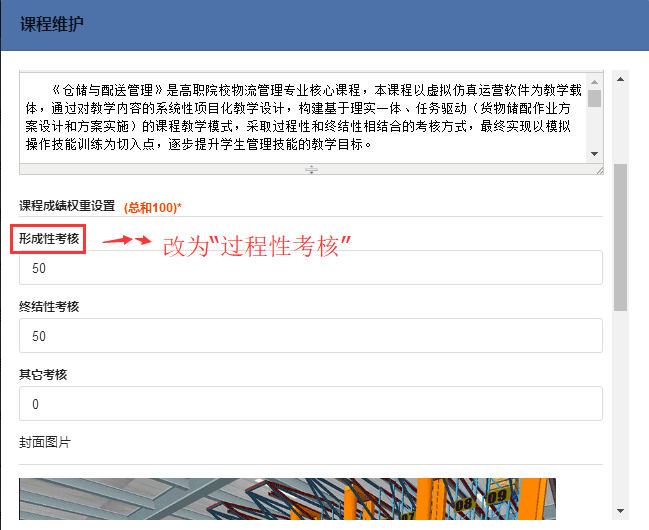 课程维护
《仓储与配送管理》是高职院校物流管理专业核心课程，本课程以虚拟仿真运营软件为教学载
体，通过对教学内容的系统性项目化教学设计，构建基于理实一体、任务驱动（货物储配作业方
案设计和方案实施）的课程教学模式，采取过程性和终结性相结合的考核方式，最终实现以模拟
操作技能训练为切入点，逐步提升学生管理技能的教学目标。
课程成绩权重设置 (总和100)*
形成性考核
改为“过程性考核”
50
终结性考核
50
其它考核
0
封面图片
07
08
09